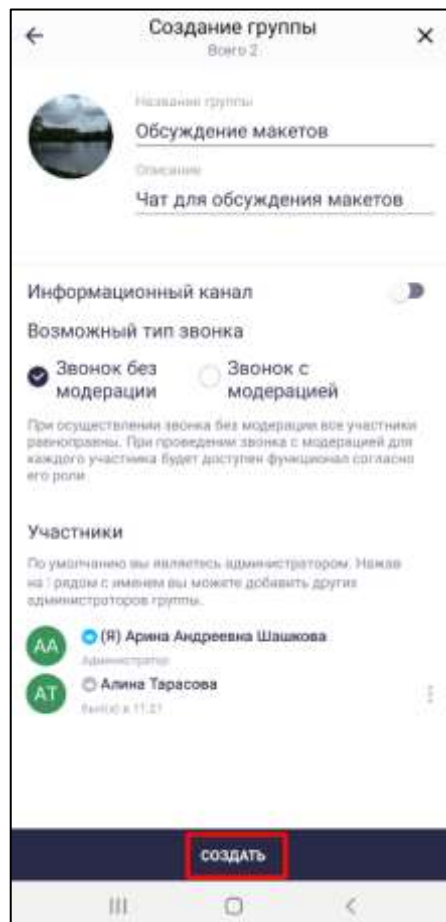 Создание группы
Всего 2
Название группы
Обсуждение макетов
Описание
Чат для обсуждения макетов
Информационный канал
Возможный тип звонка
Звонок без модерации
Звонок с модерацией
При осуществлении звонка без модерации все участники
равноправны. При проведении звонка с модерацией для
каждого участника будет доступен функционал согласно
его роли
Участники
По умолчанию вы являетесь администратором. Нажав
на ⋮ рядом с именем вы можете добавить других
администраторов группы.
АА
(Я) Арина Андреевна Шашкова
Администратор
АТ
Алина Тарасова
был(а) в 11:21
СОЗДАТЬ